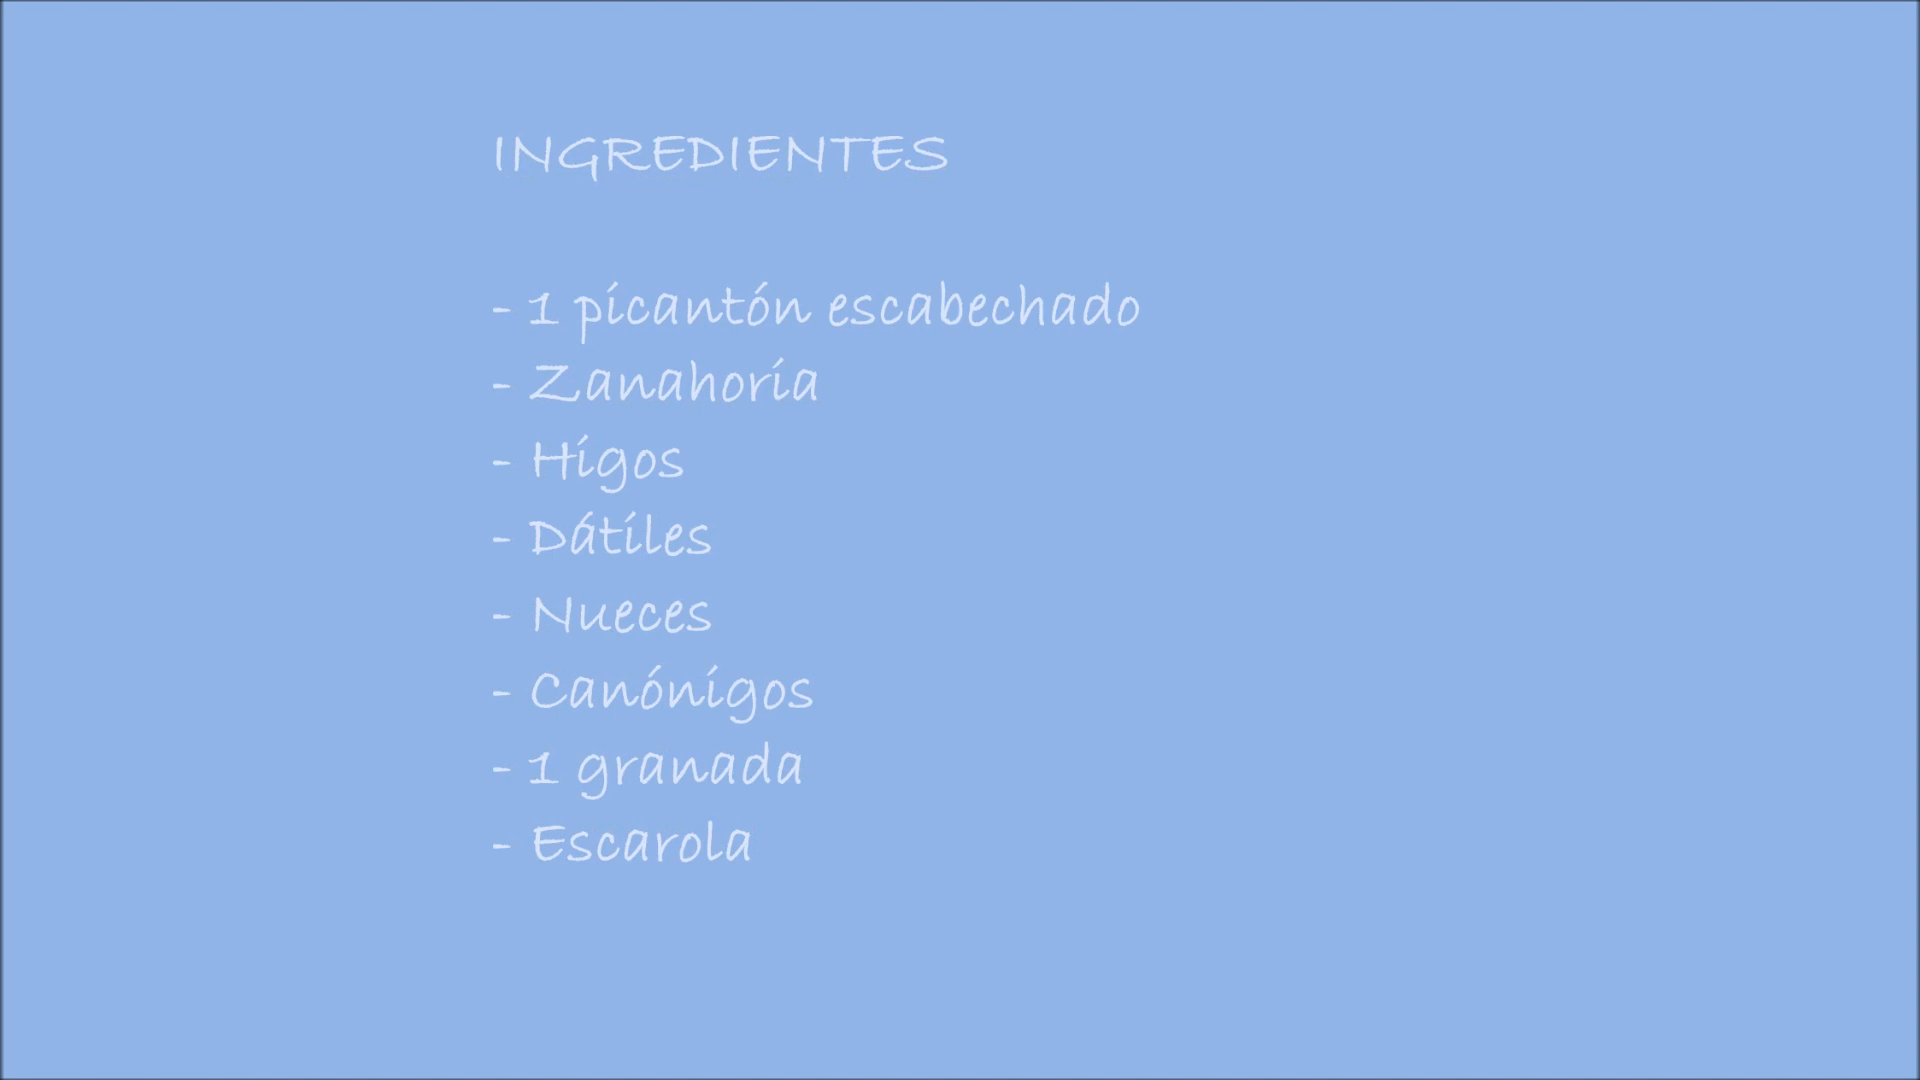 INGREDIENTES
- 1 picantón escabechado
- Zanahoria
- Higos
- Dátiles
- Nueces
- Canónigos
- 1 granada
- Escarola